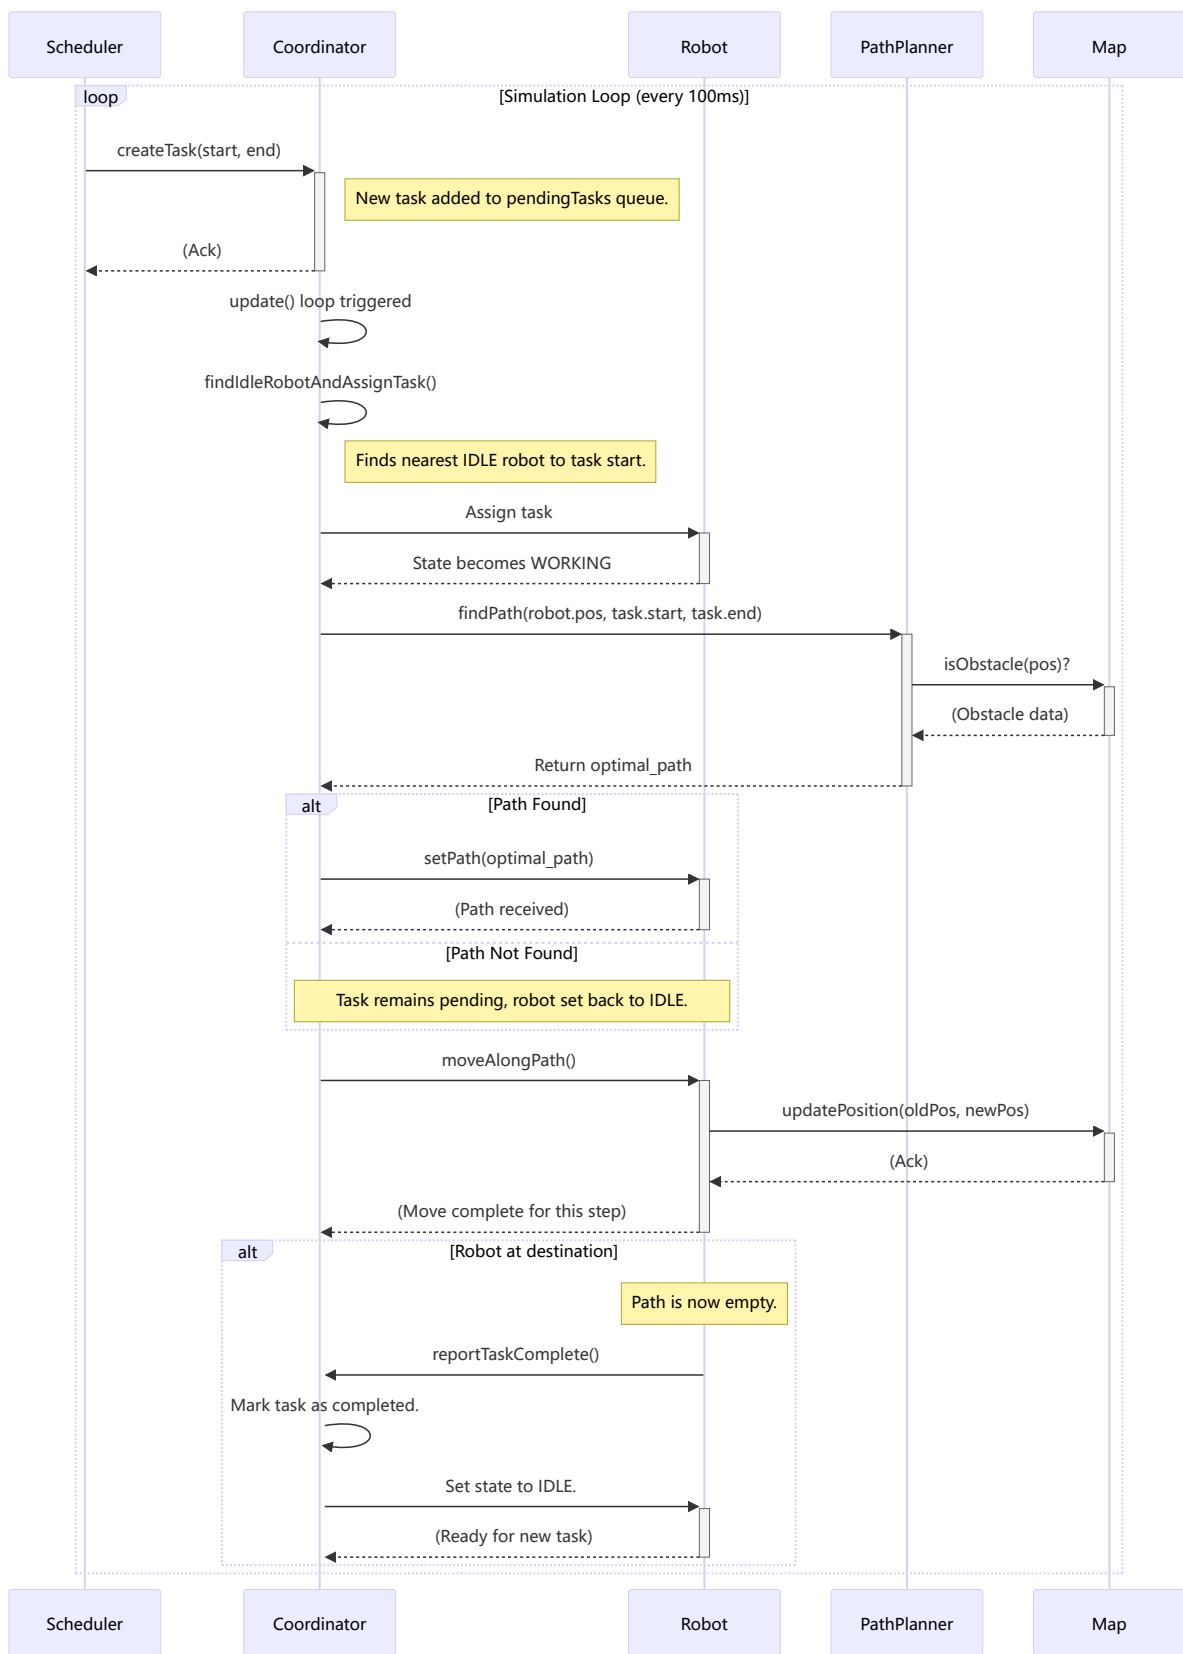 Scheduler
Coordinator
Robot
PathPlanner
Map
loop
[Simulation Loop (every 100ms)]
createTask(start, end)
New task added to pendingTasks queue.
(Ack)
update() loop triggered
findIdleRobotAndAssignTask()
Finds nearest IDLE robot to task start.
Assign task
State becomes WORKING
findPath(robot.pos, task.start, task.end)
isObstacle(pos)?
(Obstacle data)
Return optimal_path
alt
[Path Found]
setPath(optimal_path)
(Path received)
[Path Not Found]
Task remains pending, robot set back to IDLE.
moveAlongPath()
updatePosition(oldPos, newPos)
(Ack)
(Move complete for this step)
alt
[Robot at destination]
Path is now empty.
reportTaskComplete()
Mark task as completed.
Set state to IDLE.
(Ready for new task)
Scheduler
Coordinator
Robot
PathPlanner
Map